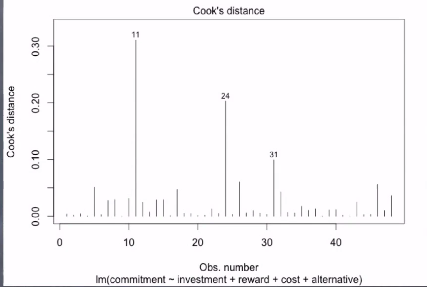 Cook's distance
Cook's distance
0.30
0.20
0.10
0.00
11
24
31
0 10 20 30 40
Obs. number
lm(commitment ~ investment + reward + cost + alternative)